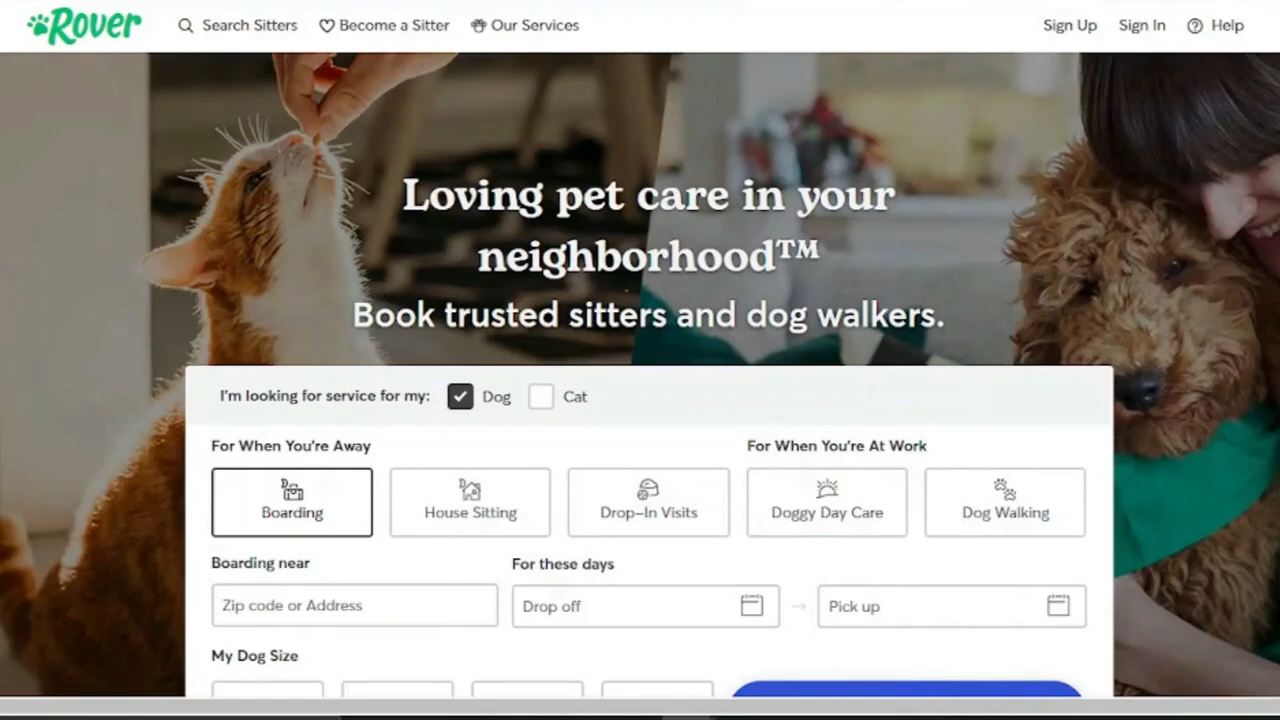 Rover Search Sitters Become a Sitter Our Services Sign Up Sign In Help
Loving pet care in your
neighborhood™
Book trusted sitters and dog walkers.
I'm looking for service for my: Dog Cat
For When You're Away For When You're At Work
Boarding House Sitting Drop-In Visits Doggy Day Care Dog Walking
Boarding near For these days
Zip code or Address Drop off → Pick up
My Dog Size